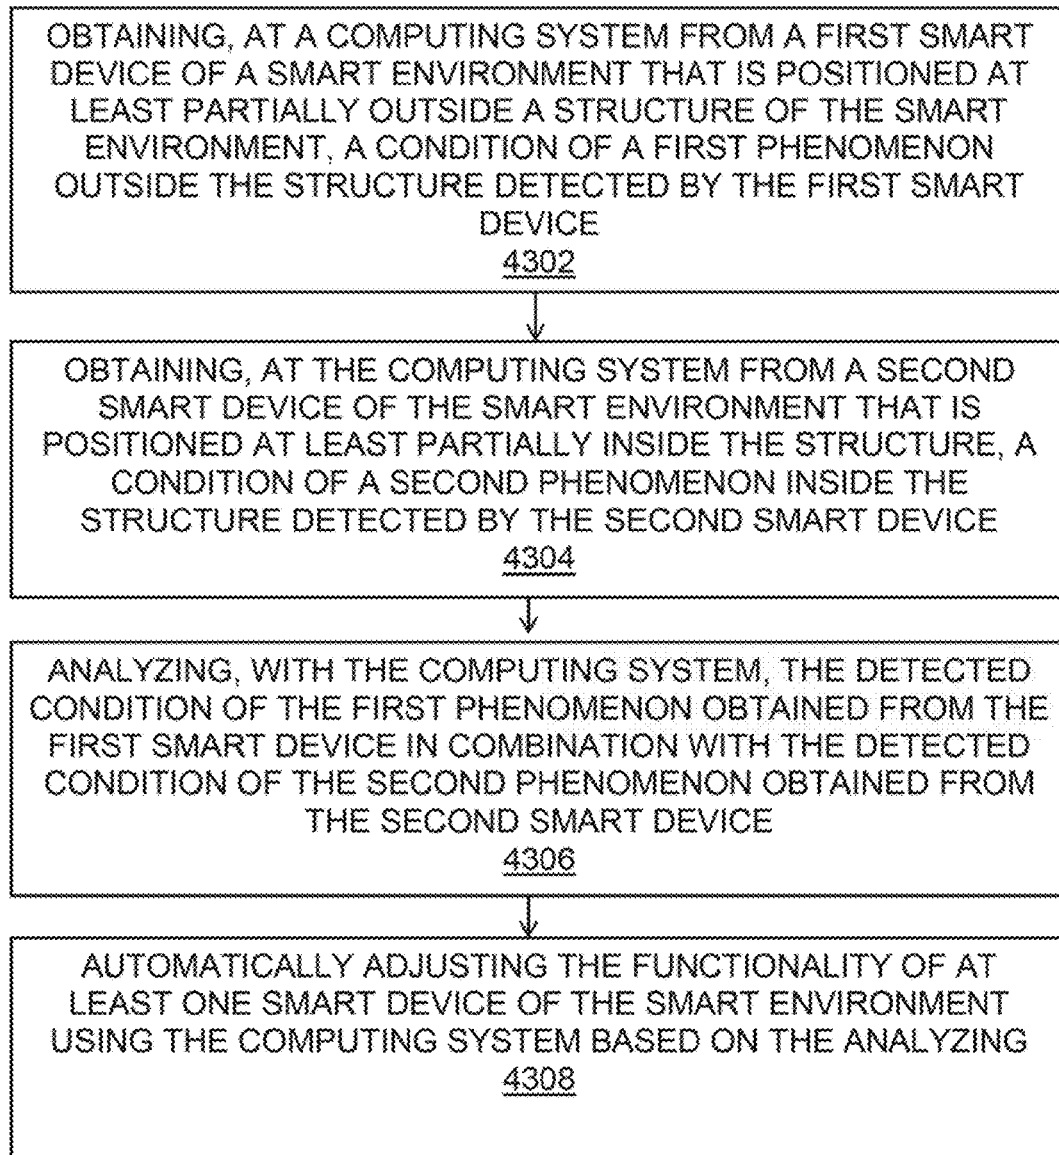 OBTAINING, AT A COMPUTING SYSTEM FROM A FIRST SMART
DEVICE OF A SMART ENVIRONMENT THAT IS POSITIONED AT
LEAST PARTIALLY OUTSIDE A STRUCTURE OF THE SMART
ENVIRONMENT, A CONDITION OF A FIRST PHENOMENON
OUTSIDE THE STRUCTURE DETECTED BY THE FIRST SMART
DEVICE
4302
OBTAINING, AT THE COMPUTING SYSTEM FROM A SECOND
SMART DEVICE OF THE SMART ENVIRONMENT THAT IS
POSITIONED AT LEAST PARTIALLY INSIDE THE STRUCTURE, A
CONDITION OF A SECOND PHENOMENON INSIDE THE
STRUCTURE DETECTED BY THE SECOND SMART DEVICE
4304
ANALYZING, WITH THE COMPUTING SYSTEM, THE DETECTED
CONDITION OF THE FIRST PHENOMENON OBTAINED FROM THE
FIRST SMART DEVICE IN COMBINATION WITH THE DETECTED
CONDITION OF THE SECOND PHENOMENON OBTAINED FROM
THE SECOND SMART DEVICE
4306
AUTOMATICALLY ADJUSTING THE FUNCTIONALITY OF AT
LEAST ONE SMART DEVICE OF THE SMART ENVIRONMENT
USING THE COMPUTING SYSTEM BASED ON THE ANALYZING
4308